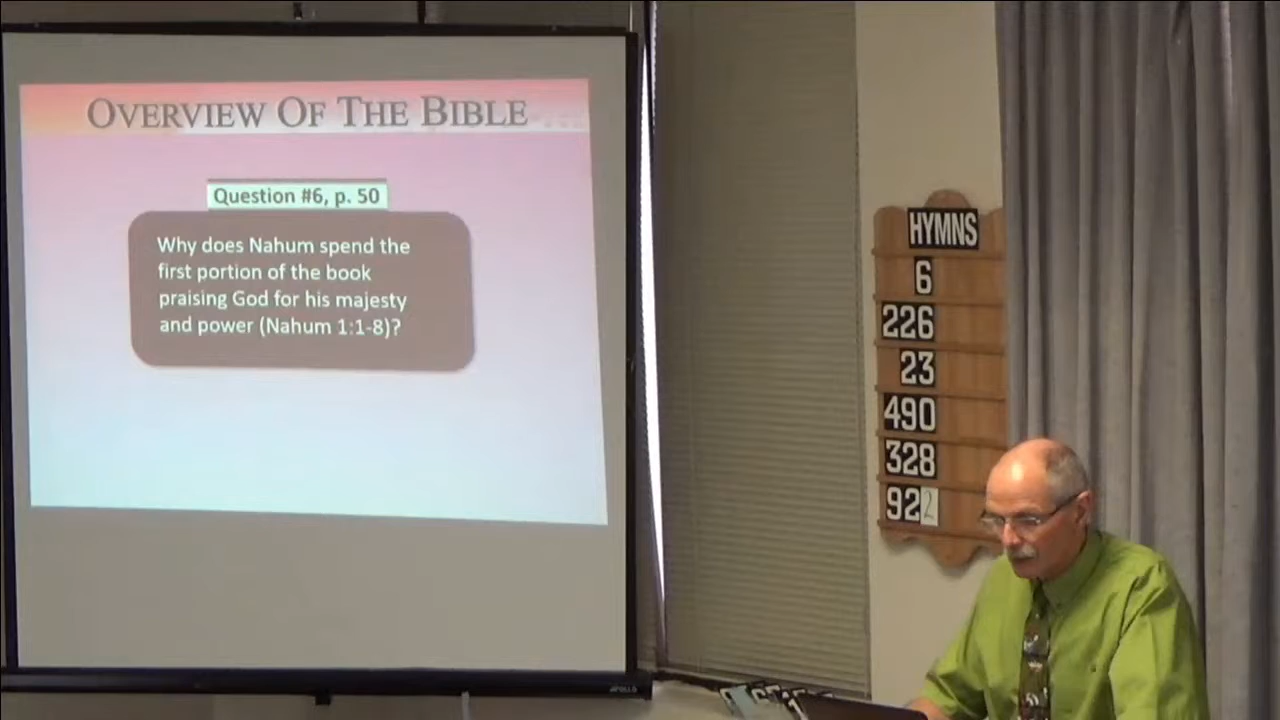 OVERVIEW OF THE BIBLE
Question #6, p. 50
Why does Nahum spend the
first portion of the book
praising God for his majesty
and power (Nahum 1:1-8)?
HYMNS
6
226
23
490
328
922
APOLLO